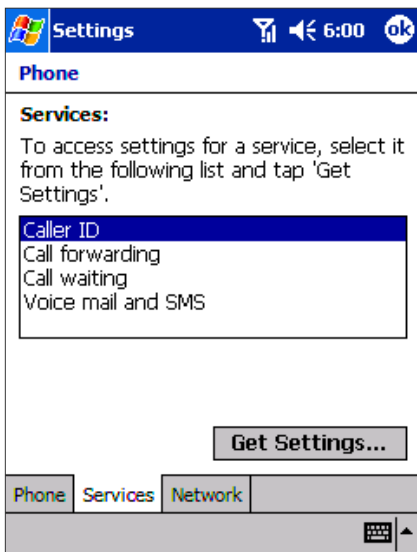 Settings 6:00 ok
Phone
Services:
To access settings for a service, select it
from the following list and tap 'Get
Settings'.
Caller ID
Call forwarding
Call waiting
Voice mail and SMS
Get Settings...
Phone Services Network